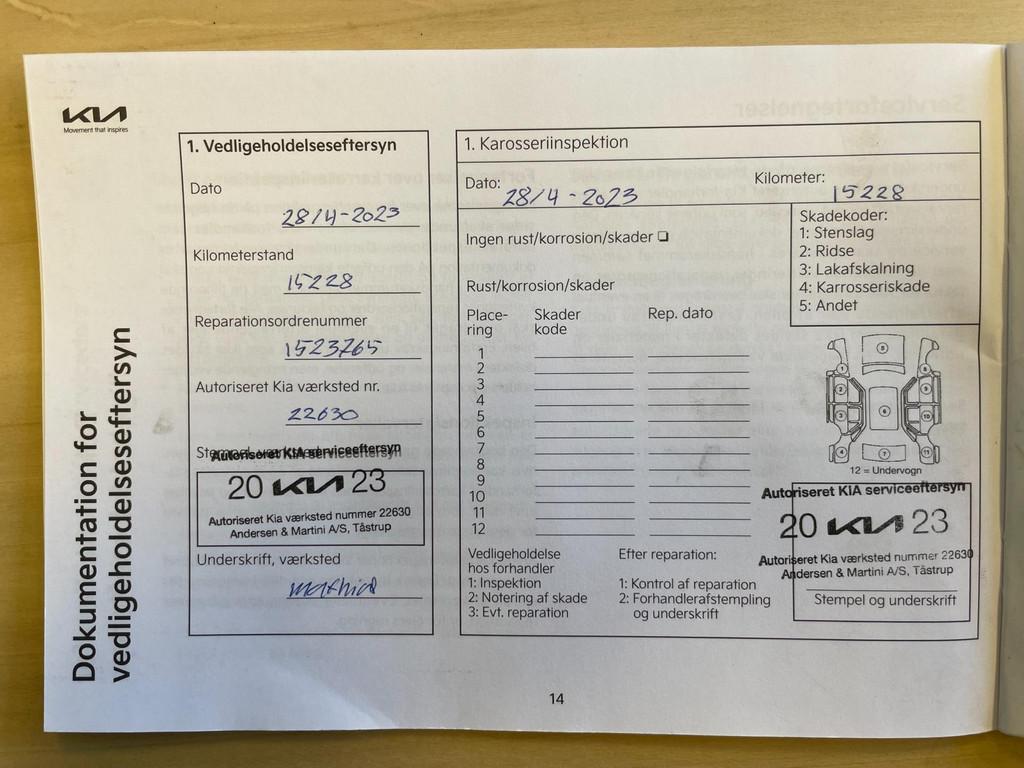 KIA
Movement that inspires
Dokumentation for
vedligeholdelseseftersyn
1. Vedligeholdelseseftersyn
Dato
28/4-2023
Kilometerstand
15228
Reparationsordrenummer
1523765
Autoriseret Kia værksted nr.
22630
Autoriseret KIA serviceeftersyn
20 KIA 23
Autoriseret Kia værksted nummer 22630
Andersen & Martini A/S, Tåstrup
Underskrift, værksted
1. Karosseriinspektion
Dato: 28/4-2023
Kilometer: 15228
Ingen rust/korrosion/skader ❏
Skadekoder:
1: Stenslag
2: Ridse
3: Lakafskalning
4: Karrosseriskade
5: Andet
Rust/korrosion/skader
Place-
ring
Skader
kode
Rep. dato
1
2
3
4
5
6
7
8
9
10
11
12
12 = Undervogn
Vedligeholdelse
hos forhandler
1: Inspektion
2: Notering af skade
3: Evt. reparation
Efter reparation:
1: Kontrol af reparation
2: Forhandlerafstempling
og underskrift
Autoriseret KIA serviceeftersyn
20 KIA 23
Autoriseret Kia værksted nummer 22630
Andersen & Martini A/S, Tåstrup
Stempel og underskrift
14